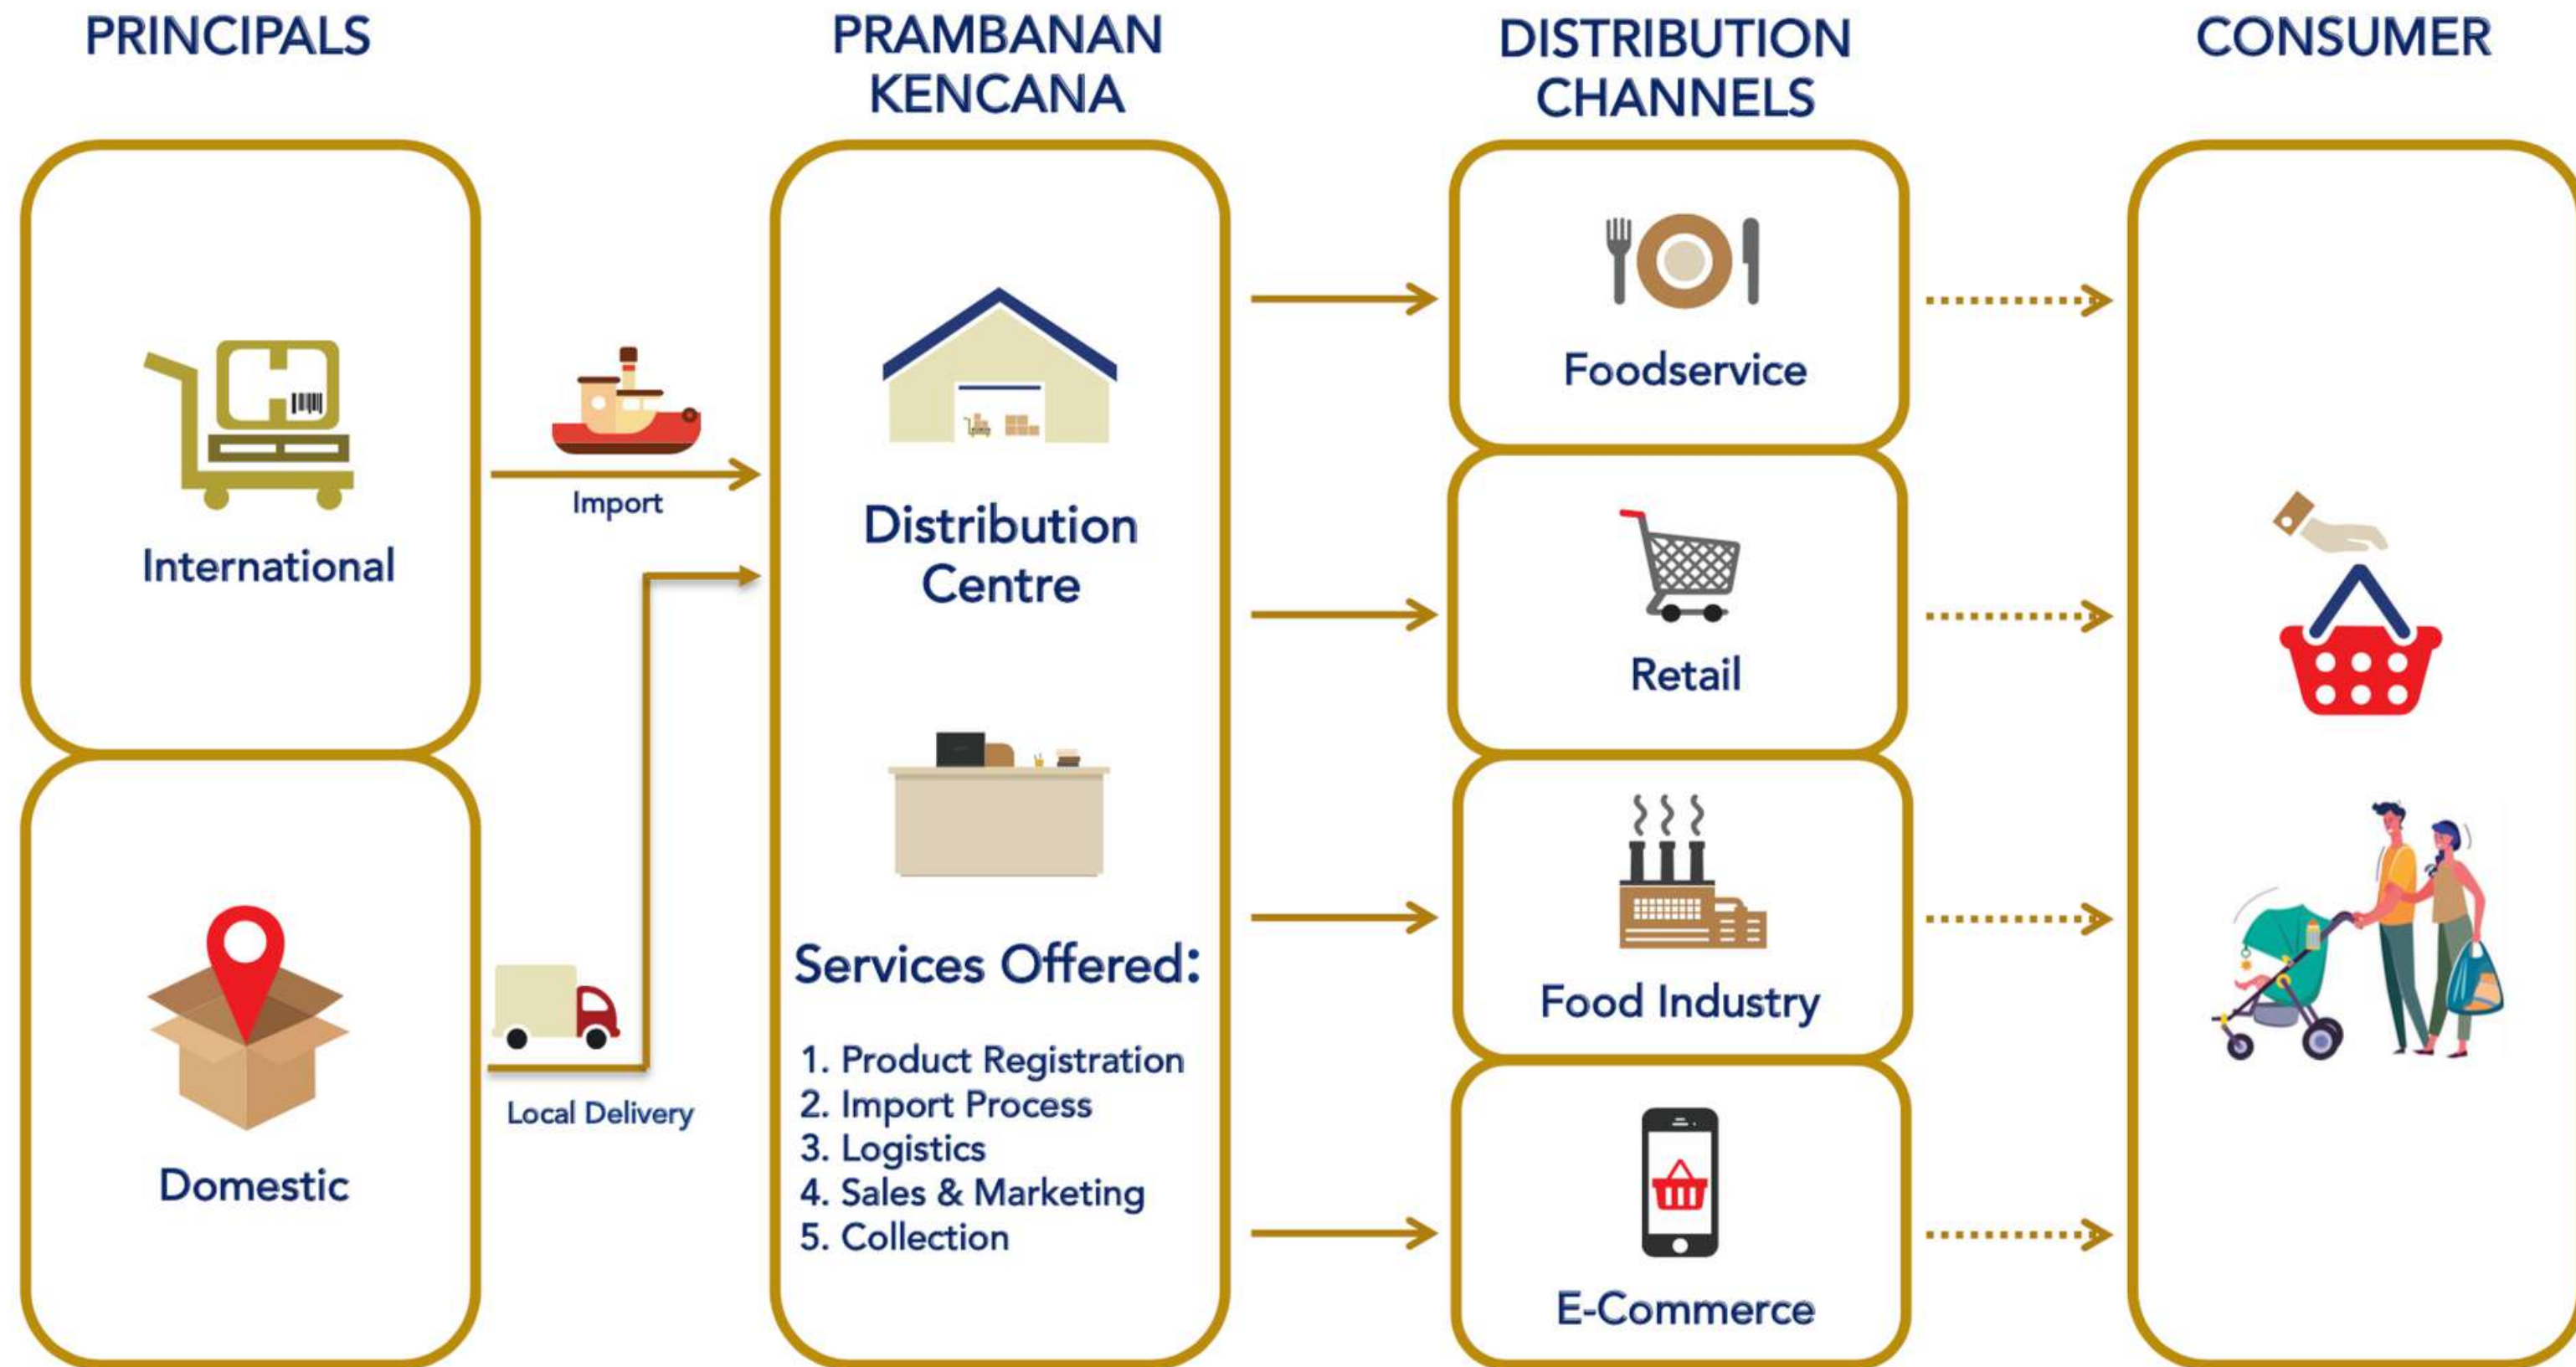 PRINCIPALS
PRAMBANAN
KENCANA
DISTRIBUTION
CHANNELS
CONSUMER
International
Domestic
Import
Local Delivery
Distribution
Centre
Services Offered:
1. Product Registration
2. Import Process
3. Logistics
4. Sales & Marketing
5. Collection
Foodservice
Retail
Food Industry
E-Commerce